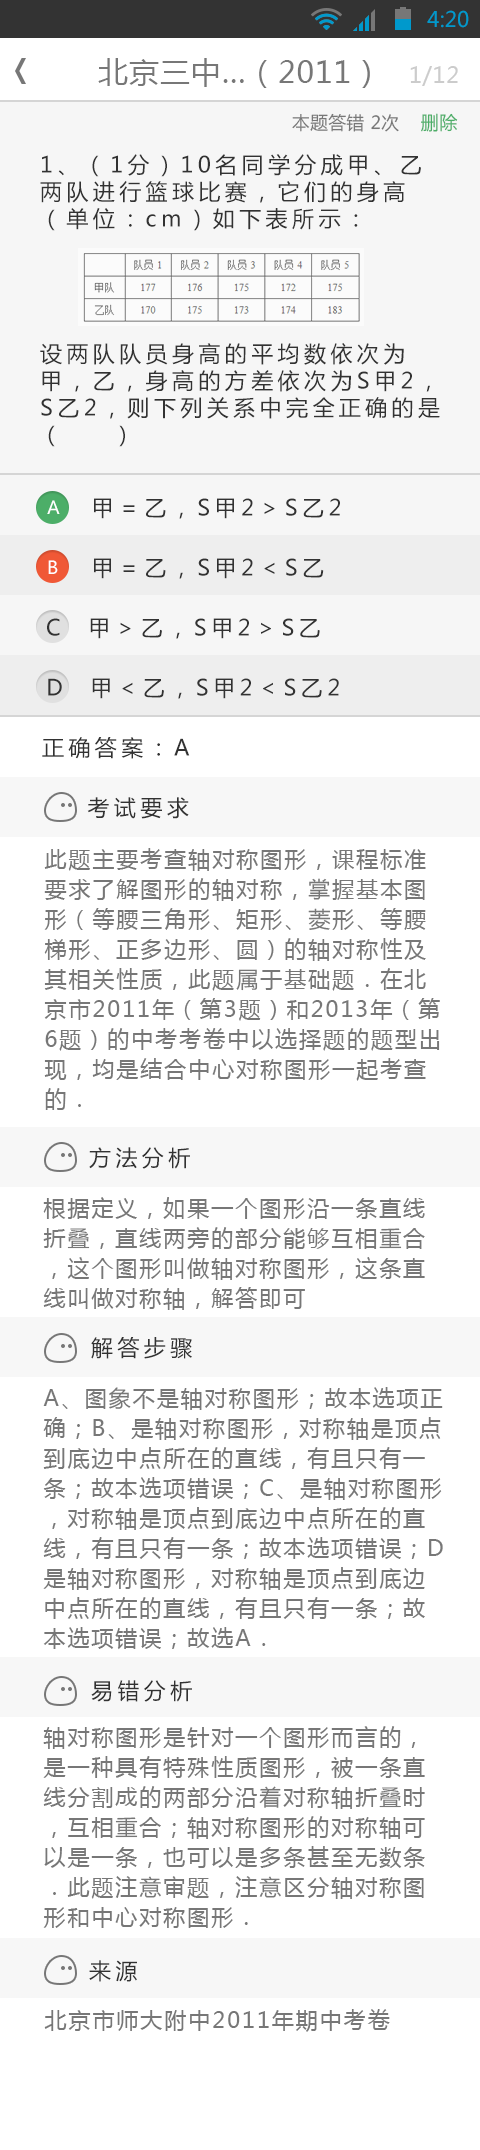 4:20
北京三中...（2011） 1/12
本题答错 2次 删除
1、（1分）10名同学分成甲、乙
两队进行篮球比赛，它们的身高
（单位：cm）如下表所示：
队员 1 队员 2 队员 3 队员 4 队员 5
甲队 177 176 175 172 175
乙队 170 175 173 174 183
设两队队员身高的平均数依次为
甲，乙，身高的方差依次为S甲2，
S乙2，则下列关系中完全正确的是
（　　）
A 甲 = 乙，S甲2 > S乙2
B 甲 = 乙，S甲2 < S乙
C 甲 > 乙，S甲2 > S乙
D 甲 < 乙，S甲2 < S乙2
正确答案：A
考试要求
此题主要考查轴对称图形，课程标准
要求了解图形的轴对称，掌握基本图
形（等腰三角形、矩形、菱形、等腰
梯形、正多边形、圆）的轴对称性及
其相关性质，此题属于基础题．在北
京市2011年（第3题）和2013年（第
6题）的中考考卷中以选择题的题型出
现，均是结合中心对称图形一起考查
的．
方法分析
根据定义，如果一个图形沿一条直线
折叠，直线两旁的部分能够互相重合
，这个图形叫做轴对称图形，这条直
线叫做对称轴，解答即可
解答步骤
A、图象不是轴对称图形；故本选项正
确；B、是轴对称图形，对称轴是顶点
到底边中点所在的直线，有且只有一
条；故本选项错误；C、是轴对称图形
，对称轴是顶点到底边中点所在的直
线，有且只有一条；故本选项错误；D
是轴对称图形，对称轴是顶点到底边
中点所在的直线，有且只有一条；故
本选项错误；故选A．
易错分析
轴对称图形是针对一个图形而言的，
是一种具有特殊性质图形，被一条直
线分割成的两部分沿着对称轴折叠时
，互相重合；轴对称图形的对称轴可
以是一条，也可以是多条甚至无数条
．此题注意审题，注意区分轴对称图
形和中心对称图形．
来源
北京市师大附中2011年期中考卷